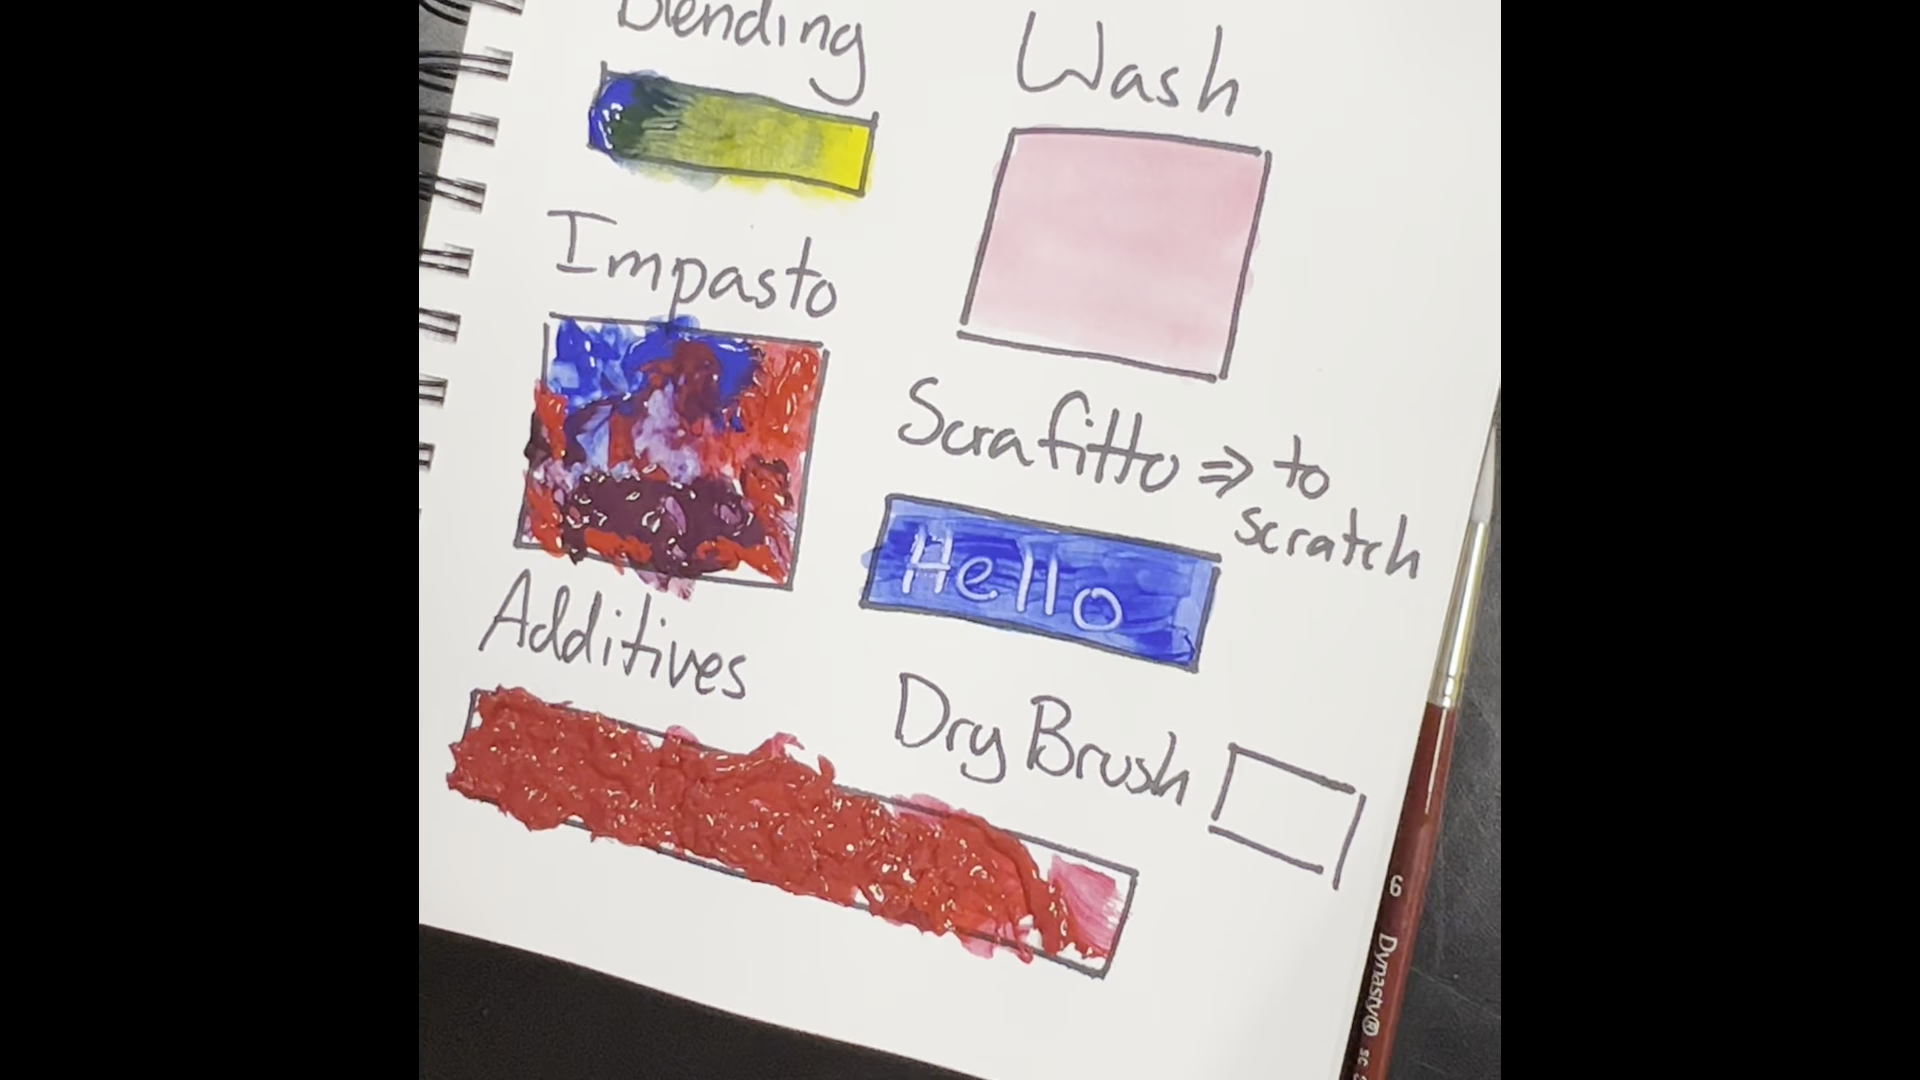 Blending
Wash
Impasto
Scrafitto ⇒ to
scratch
Hello
Additives
Dry Brush
6 Dynasty®